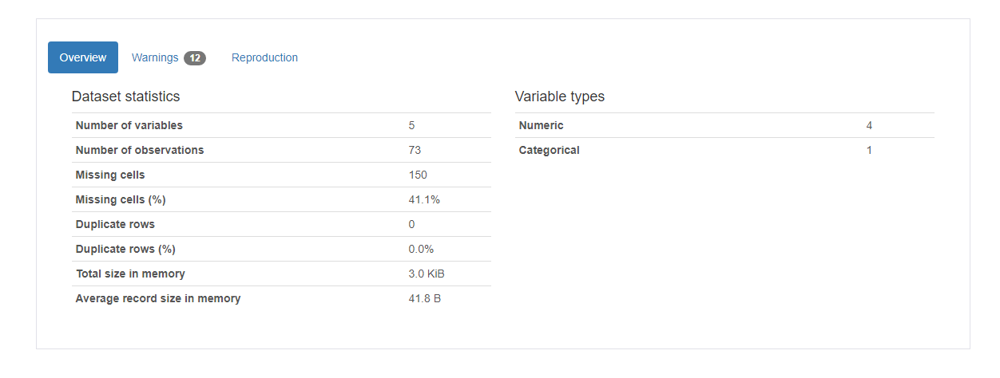 Overview Warnings 12 Reproduction
Dataset statistics
Number of variables 5
Number of observations 73
Missing cells 150
Missing cells (%) 41.1%
Duplicate rows 0
Duplicate rows (%) 0.0%
Total size in memory 3.0 KiB
Average record size in memory 41.8 B
Variable types
Numeric 4
Categorical 1